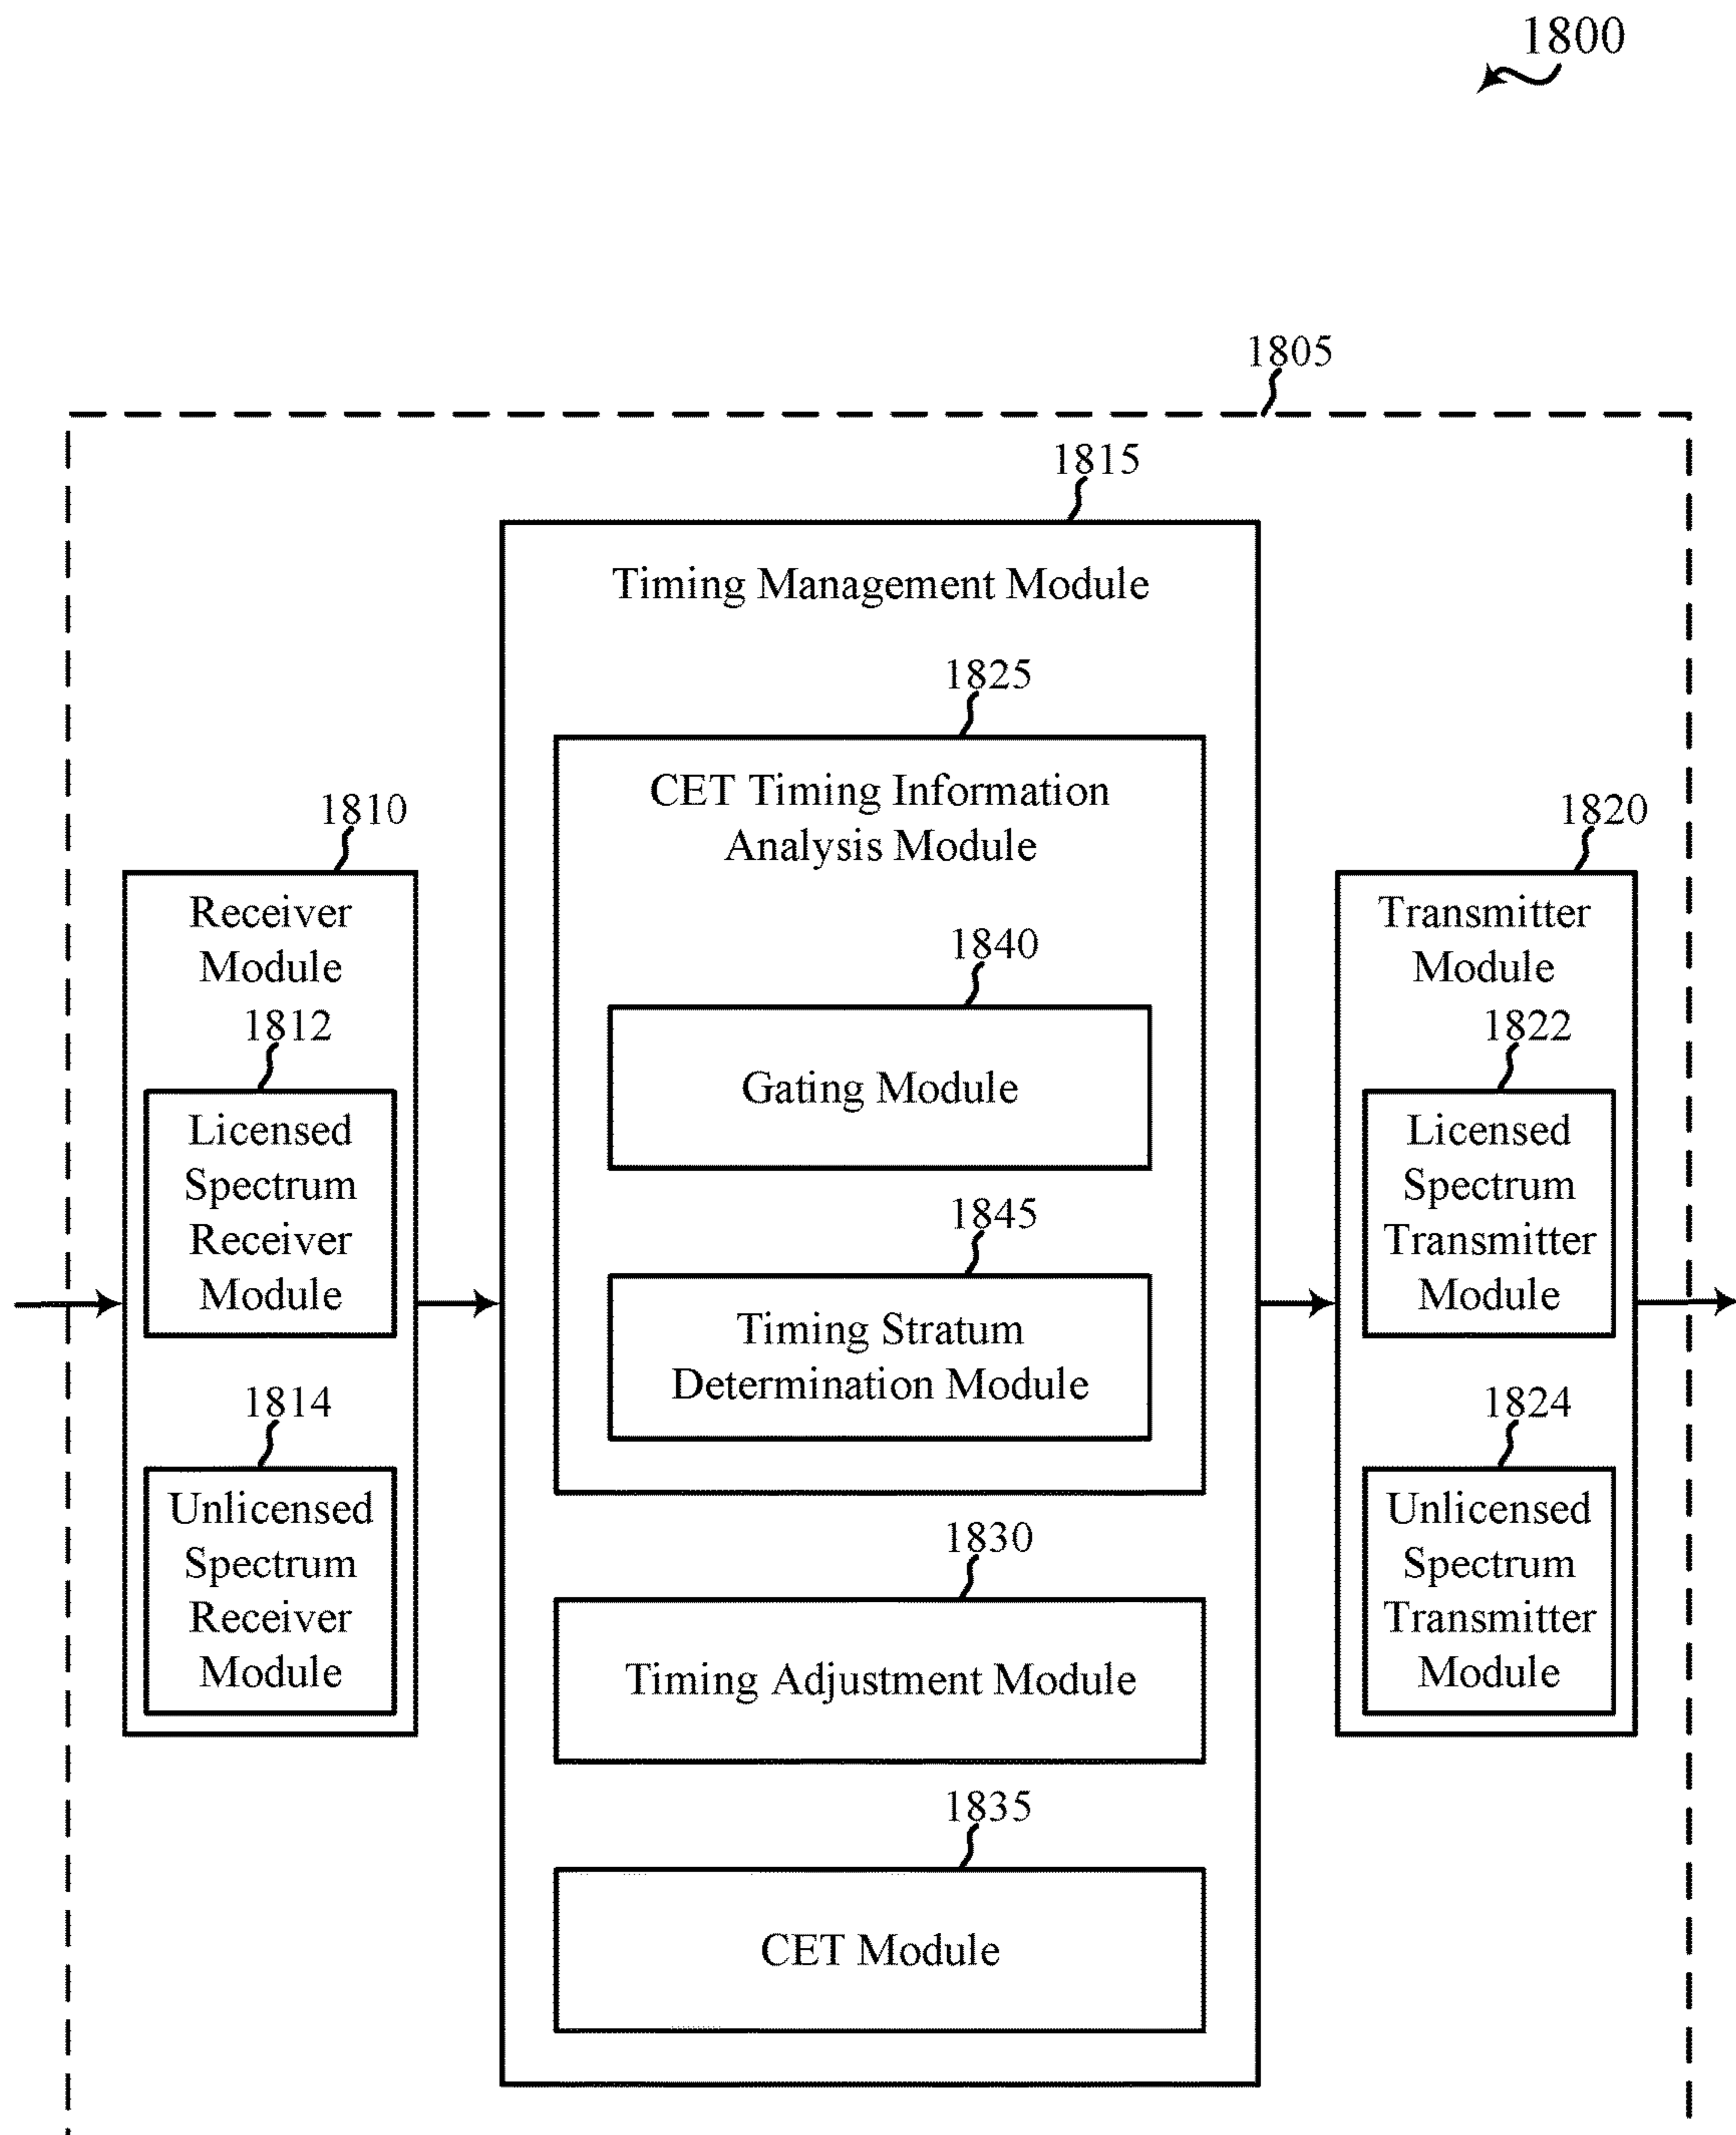 1800
1805
1815
Timing Management Module
1825
CET Timing Information
Analysis Module
1810
Receiver
Module
1812
Licensed
Spectrum
Receiver
Module
1814
Unlicensed
Spectrum
Receiver
Module
1840
Gating Module
1845
Timing Stratum
Determination Module
1830
Timing Adjustment Module
1835
CET Module
1820
Transmitter
Module
1822
Licensed
Spectrum
Transmitter
Module
1824
Unlicensed
Spectrum
Transmitter
Module